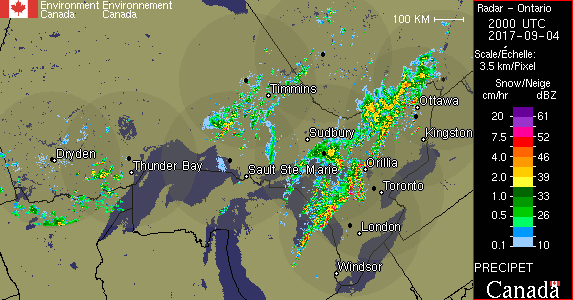 Environment Environnement
Canada Canada
100 KM
Timmins
Ottawa
Sudbury
Kingston
Dryden
Thunder Bay
Sault Ste. Marie
Orillia
Toronto
London
Windsor
Radar - Ontario
2000 UTC
2017-09-04
Scale/Échelle:
3.5 km/Pixel
Snow/Neige
cm/hr dBZ
20 61
10 57
7.5 52
4.0 46
2.0 39
1.0 33
0.5 26
0.1 10
PRECIPET
Canada